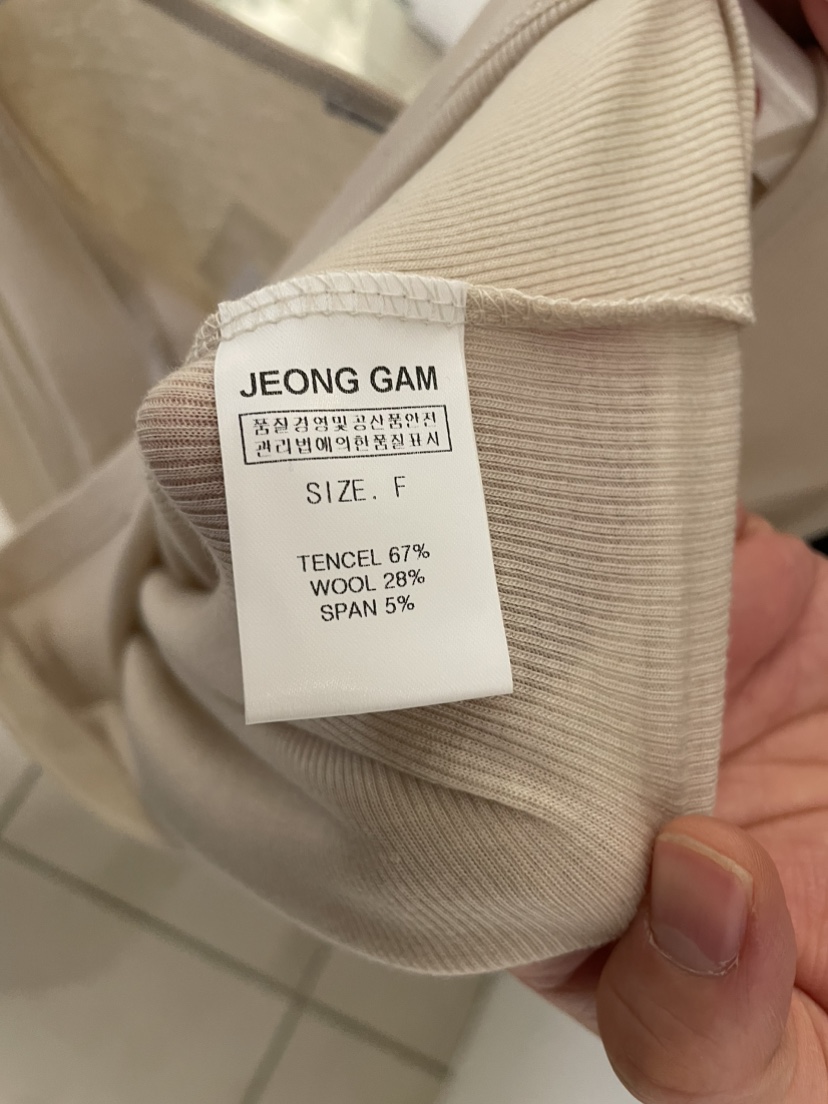 JEONG GAM
품질경영및공산품안전
관리법에의한품질표시
SIZE. F
TENCEL 67%
WOOL 28%
SPAN 5%